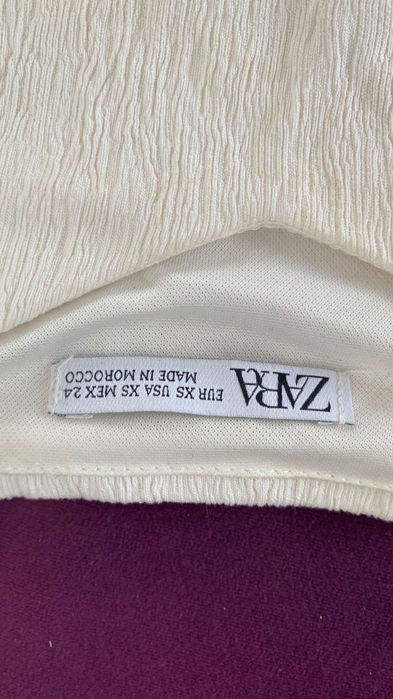 ZARA
EUR XS USA XS MEX 24
MADE IN MOROCCO